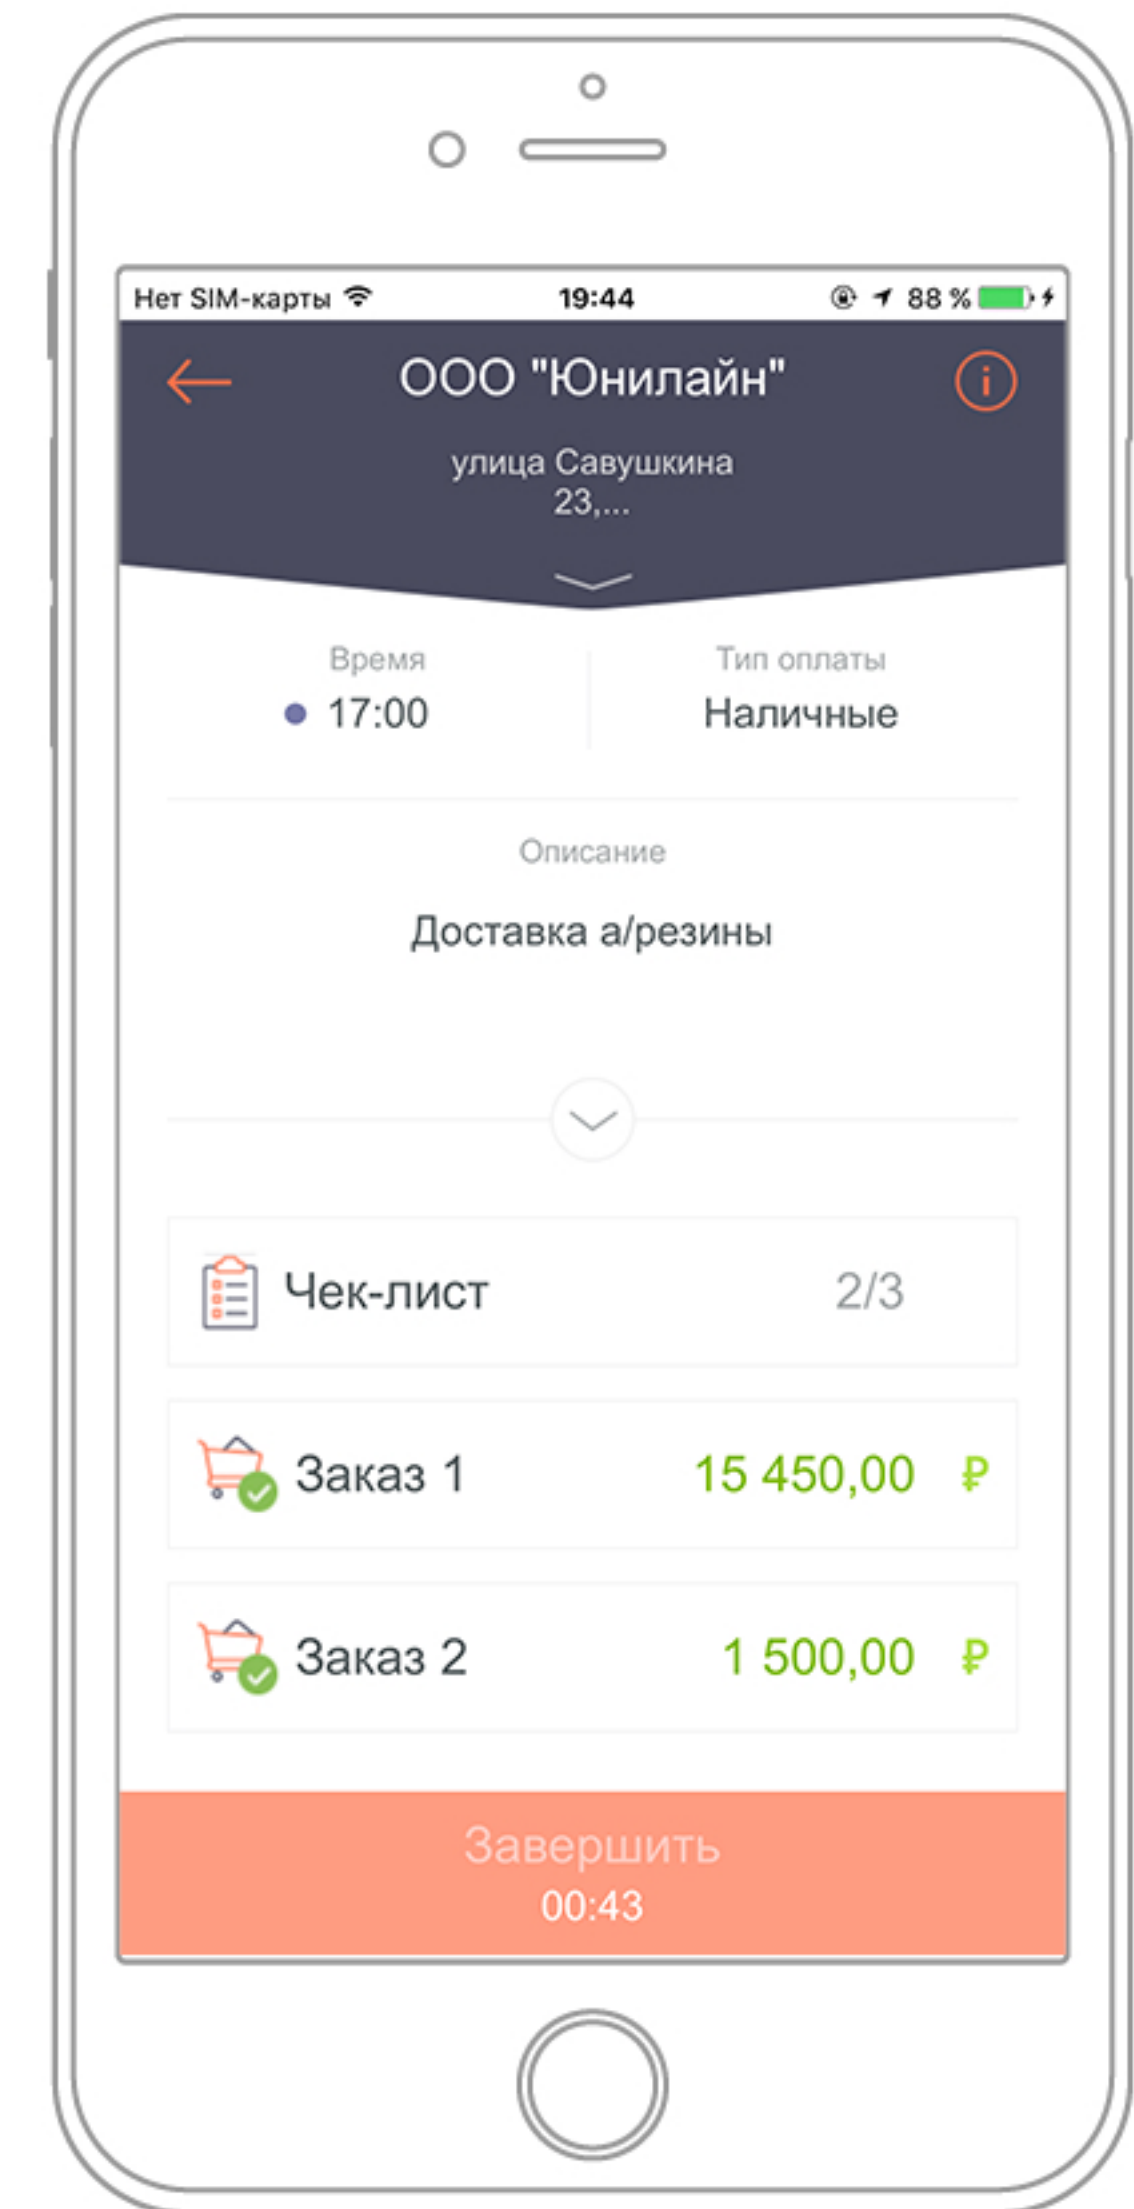 Нет SIM-карты 19:44 88 %
ООО "Юнилайн"
улица Савушкина
23,...
Время Тип оплаты
17:00 Наличные
Описание
Доставка а/резины
Чек-лист 2/3
Заказ 1 15 450,00 ₽
Заказ 2 1 500,00 ₽
Завершить
00:43